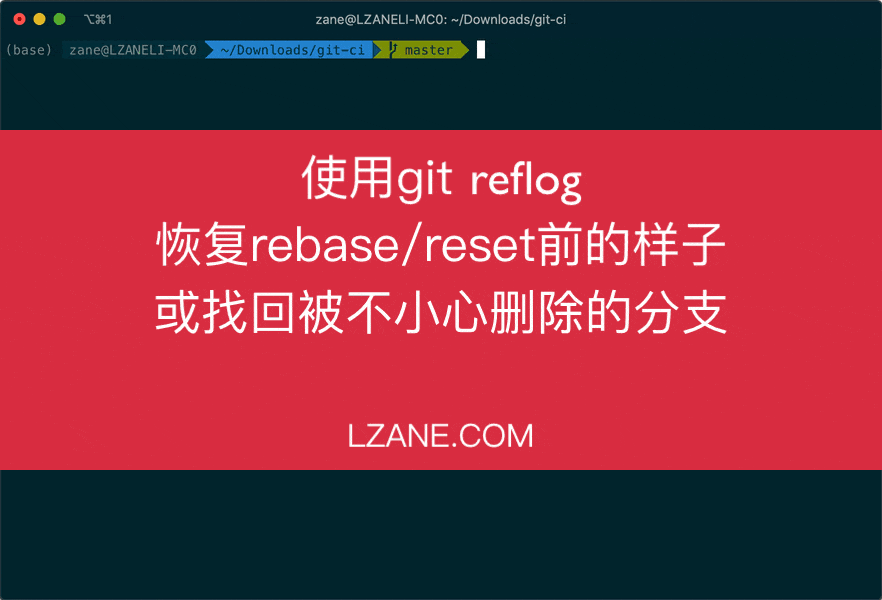 ⌥⌘1
zane@LZANELI-MC0: ~/Downloads/git-ci
(base) zane@LZANELI-MC0 ~/Downloads/git-ci master
使用git reflog
恢复rebase/reset前的样子
或找回被不小心删除的分支
LZANE.COM